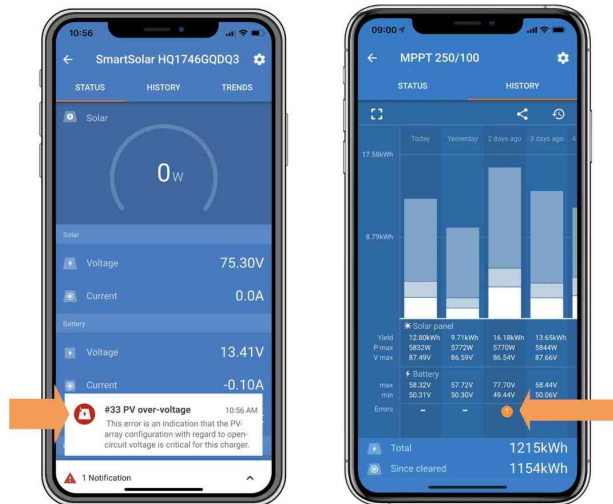 10:56
SmartSolar HQ1746GQDQ3
STATUS HISTORY TRENDS
Solar
0W
Solar
Voltage 75.30V
Current 0.0A
Battery
Voltage 13.41V
Current -0.10A
#33 PV over-voltage 10:56 AM
This error is an indication that the PV-
array configuration with regard to open-
circuit voltage is critical for this charger.
1 Notification
09:00
MPPT 250/100
STATUS HISTORY
Today Yesterday 2 days ago 3 days ago 4
17.58kWh
8.79kWh
Solar panel
Yield 12.80kWh 9.71kWh 16.18kWh 13.65kWh
P max 5832W 5772W 5770W 5844W
V max 87.49V 86.59V 86.54V 87.66V
Battery
max 58.32V 57.72V 77.70V 58.44V
min 50.31V 50.30V 49.44V 50.06V
Errors – – 1
Total 1215kWh
Since cleared 1154kWh